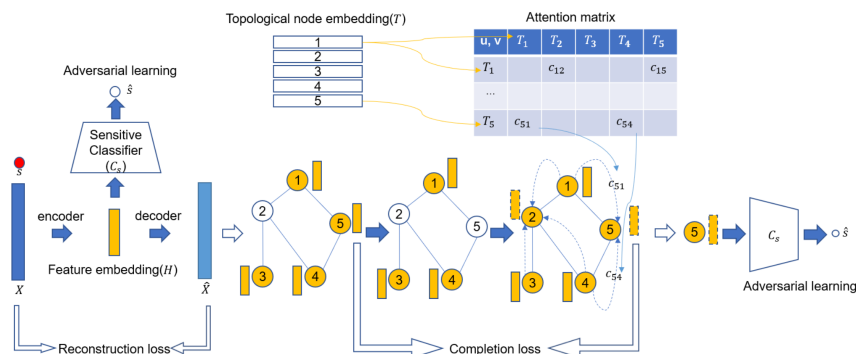 Topological node embedding(T)
1
2
3
4
5
Attention matrix
u, v T₁ T₂ T₃ T₄ T₅
T₁ c₁₂ c₁₅
...
T₅ c₅₁ c₅₄
Adversarial learning
ŝ
Sensitive
Classifier
(Cₛ)
s
encoder
decoder
Feature embedding(H)
X
X̂
Reconstruction loss
1
2
5
3
4
1
2
5
3
4
1
2
5
3
4
c₅₁
c₅₄
Completion loss
5
Cₛ
ŝ
Adversarial learning